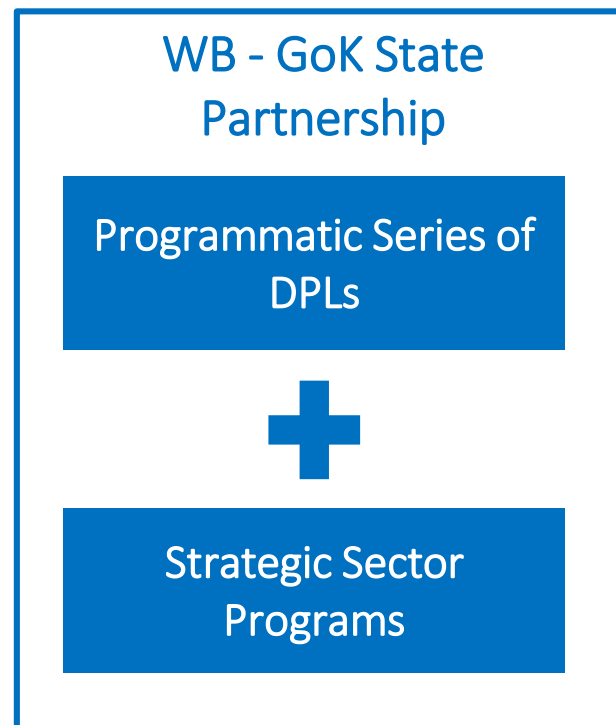 WB - GoK State
Partnership
Programmatic Series of
DPLs
Strategic Sector
Programs